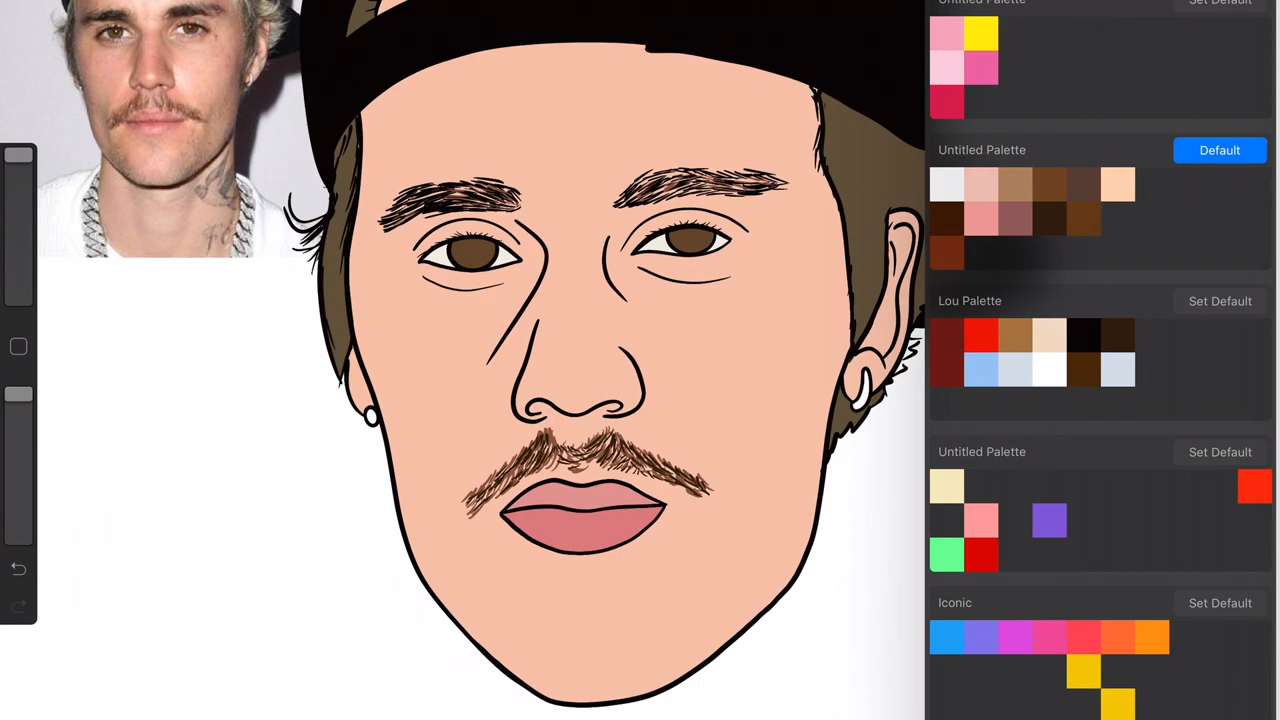 Untitled Palette Set Default
Untitled Palette Default
Lou Palette Set Default
Untitled Palette Set Default
Iconic Set Default